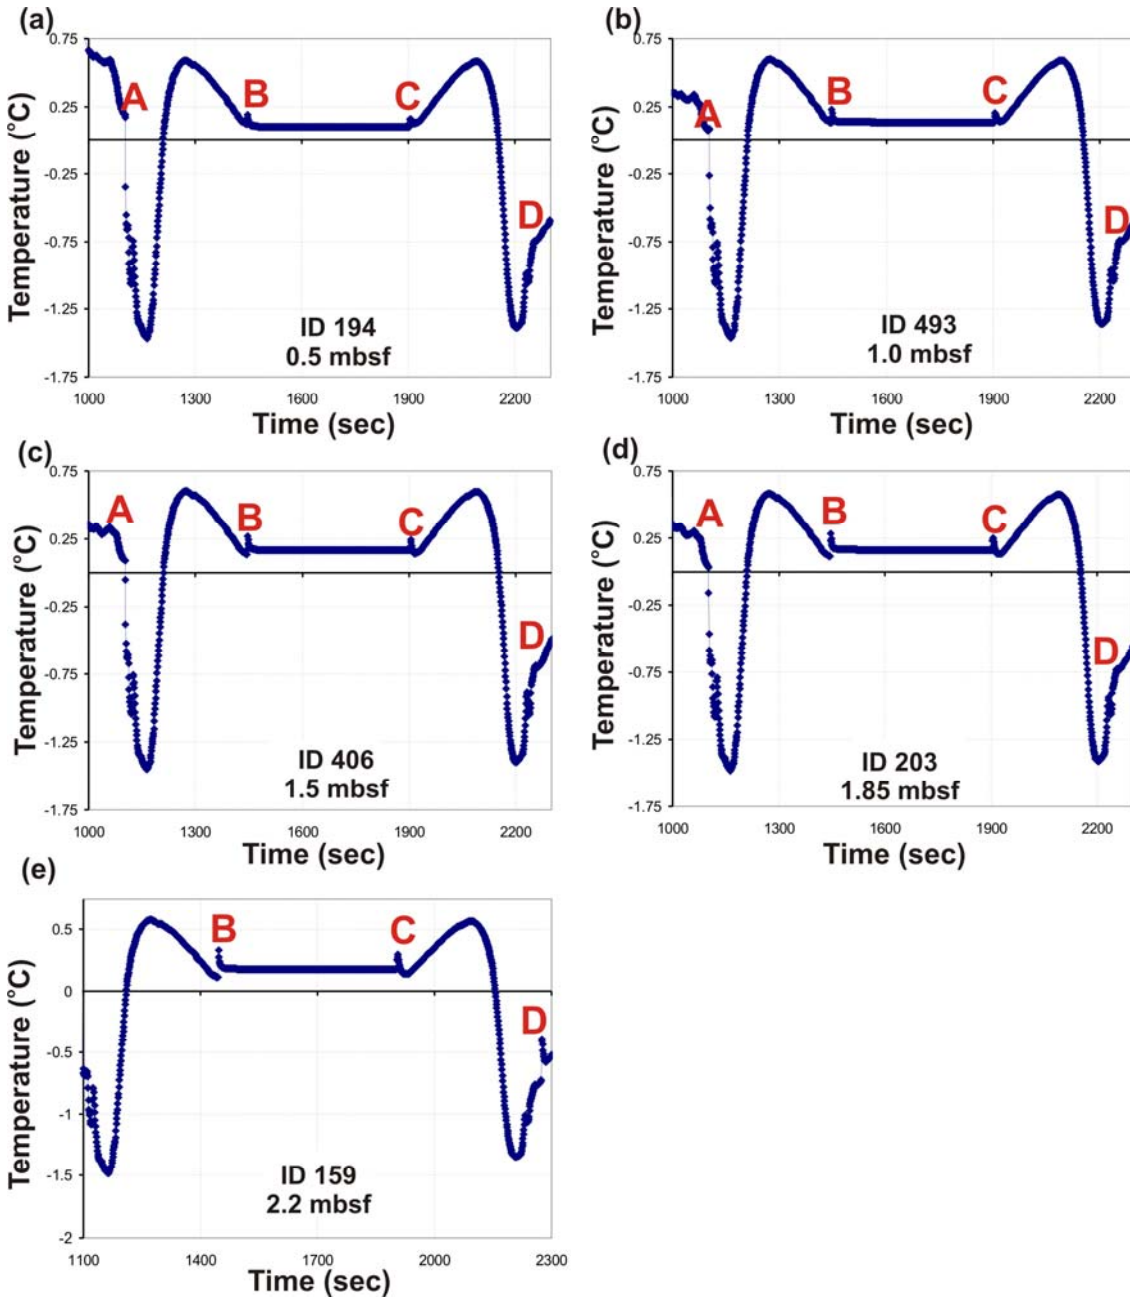 (a)
0.75
0.25
-0.25
-0.75
-1.25
-1.75
Temperature (°C)
A
B
C
D
ID 194
0.5 mbsf
1000 1300 1600 1900 2200
Time (sec)
(b)
0.75
0.25
-0.25
-0.75
-1.25
-1.75
Temperature (°C)
A
B
C
D
ID 493
1.0 mbsf
1000 1300 1600 1900 2200
Time (sec)
(c)
0.75
0.25
-0.25
-0.75
-1.25
-1.75
Temperature (°C)
A
B
C
D
ID 406
1.5 mbsf
1000 1300 1600 1900 2200
Time (sec)
(d)
0.75
0.25
-0.25
-0.75
-1.25
-1.75
Temperature (°C)
A
B
C
D
ID 203
1.85 mbsf
1000 1300 1600 1900 2200
Time (sec)
(e)
0.5
0
-0.5
-1
-1.5
-2
Temperature (°C)
B
C
D
ID 159
2.2 mbsf
1100 1400 1700 2000 2300
Time (sec)